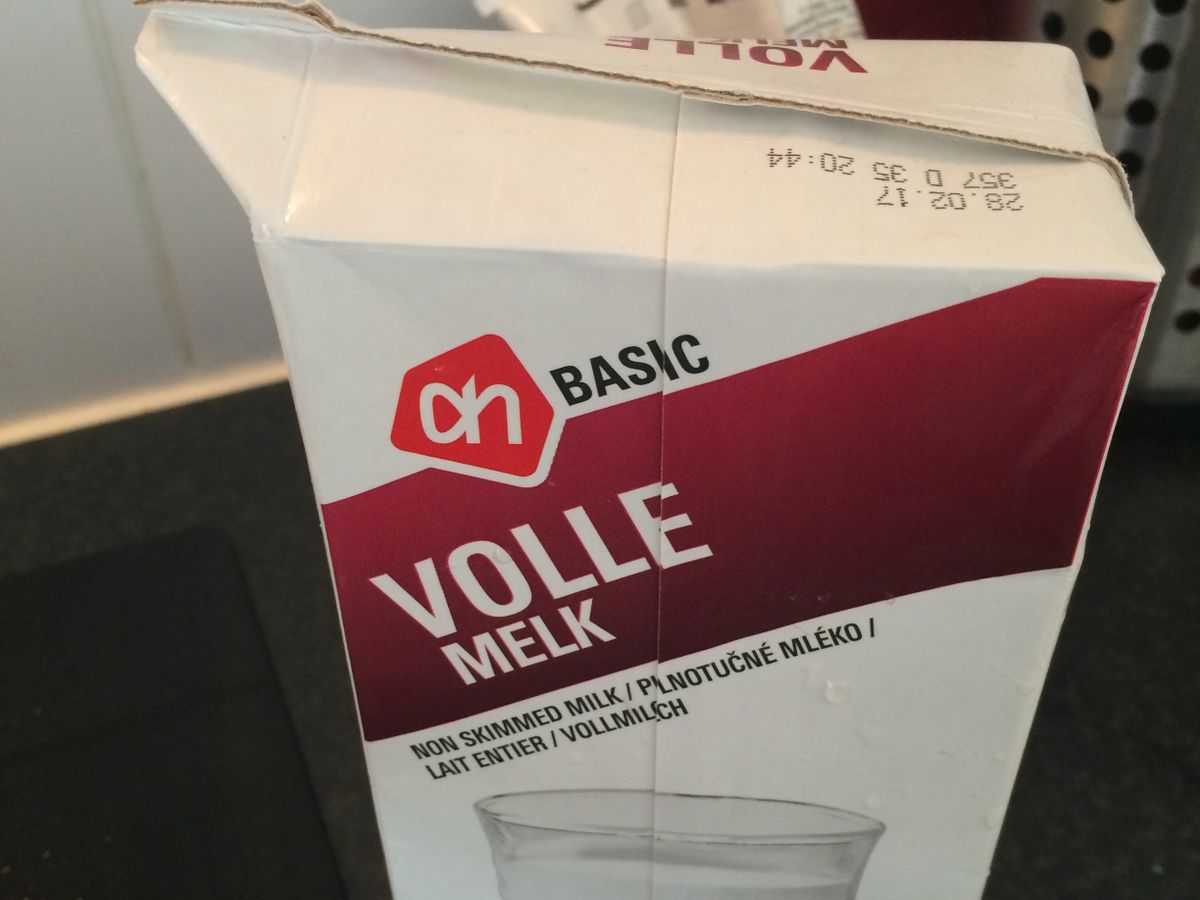 VOLLE
MELK
28.02.17
357 D 35 20:44
ah BASIC
VOLLE
MELK
NON SKIMMED MILK / PLNOTUČNÉ MLÉKO /
LAIT ENTIER / VOLLMILCH